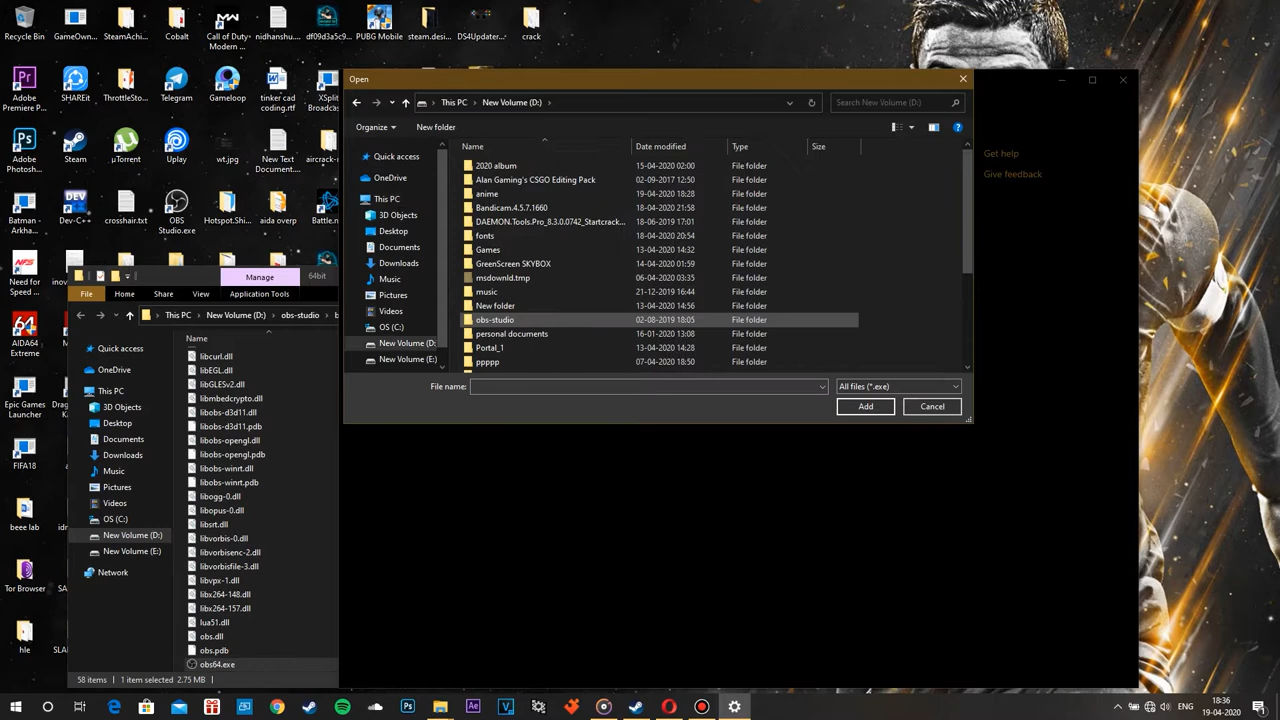 Recycle Bin
GameOwn...
SteamAchi...
Cobalt
Call of Duty-
Modern ...
nidhanshu...
df09d3a5c9...
PUBG Mobile
steam.desi...
DS4Updater...
crack
Adobe
Premiere P...
SHAREit
ThrottleSto...
Telegram
Gameloop
tinker cad
coding.rtf
XSplit
Broadcas...
Adobe
Photosh...
Steam
µTorrent
Uplay
wt.jpg
New Text
Document....
aircrack-n...
Batman -
Arkha...
Dev-C++
crosshair.txt
OBS
Studio.exe
Hotspot.Shi...
aida overp
Battle.n...
Need for
Speed ...
AIDA64
Extreme
Epic Games
Launcher
FIFA18
beee lab
Tor Browser
hle
Open
This PC
New Volume (D:)
Search New Volume (D:)
Organize
New folder
Quick access
OneDrive
This PC
3D Objects
Desktop
Documents
Downloads
Music
Pictures
Videos
OS (C:)
New Volume (D:
New Volume (E:)
Name Date modified Type Size
2020 album 15-04-2020 02:00 File folder
Alan Gaming's CSGO Editing Pack 02-09-2017 12:50 File folder
anime 19-04-2020 18:28 File folder
Bandicam.4.5.7.1660 18-04-2020 21:58 File folder
DAEMON.Tools.Pro_8.3.0.0742_Startcrack... 18-06-2019 17:01 File folder
fonts 18-04-2020 20:54 File folder
Games 13-04-2020 14:32 File folder
GreenScreen SKYBOX 14-04-2020 01:59 File folder
msdownld.tmp 06-04-2020 03:35 File folder
music 21-12-2019 16:44 File folder
New folder 13-04-2020 14:56 File folder
obs-studio 02-08-2019 18:05 File folder
personal documents 16-01-2020 13:08 File folder
Portal_1 13-04-2020 14:28 File folder
ppppp 07-04-2020 18:50 File folder
File name:
All files (*.exe)
Add
Cancel
Get help
Give feedback
Manage
64bit
File
Home
Share
View
Application Tools
This PC
New Volume (D:)
obs-studio
b
Quick access
OneDrive
This PC
3D Objects
Desktop
Documents
Downloads
Music
Pictures
Videos
OS (C:)
New Volume (D:)
New Volume (E:)
Network
Name
libcurl.dll
libEGL.dll
libGLESv2.dll
libmbedcrypto.dll
libobs-d3d11.dll
libobs-d3d11.pdb
libobs-opengl.dll
libobs-opengl.pdb
libobs-winrt.dll
libobs-winrt.pdb
libogg-0.dll
libopus-0.dll
libsrt.dll
libvorbis-0.dll
libvorbisenc-2.dll
libvorbisfile-3.dll
libvpx-1.dll
libx264-148.dll
libx264-157.dll
lua51.dll
obs.dll
obs.pdb
obs64.exe
58 items
1 item selected 2.75 MB
ENG
18:36
19-04-2020